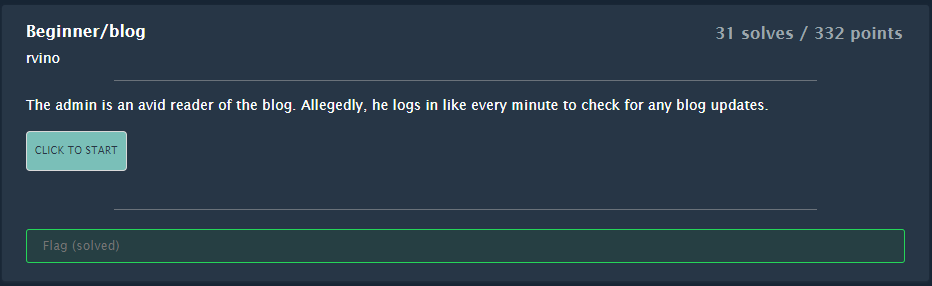 Beginner/blog
31 solves / 332 points
rvino
The admin is an avid reader of the blog. Allegedly, he logs in like every minute to check for any blog updates.
CLICK TO START
Flag (solved)